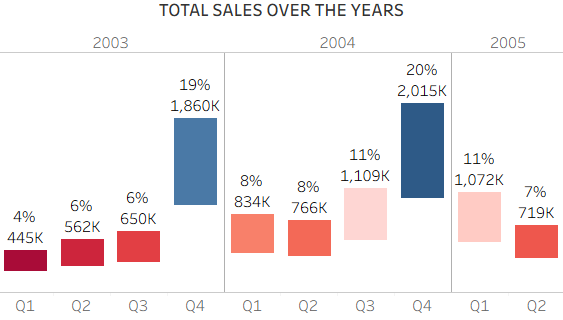 TOTAL SALES OVER THE YEARS
2003 2004 2005
4%
445K
6%
562K
6%
650K
19%
1,860K
8%
834K
8%
766K
11%
1,109K
20%
2,015K
11%
1,072K
7%
719K
Q1 Q2 Q3 Q4 Q1 Q2 Q3 Q4 Q1 Q2